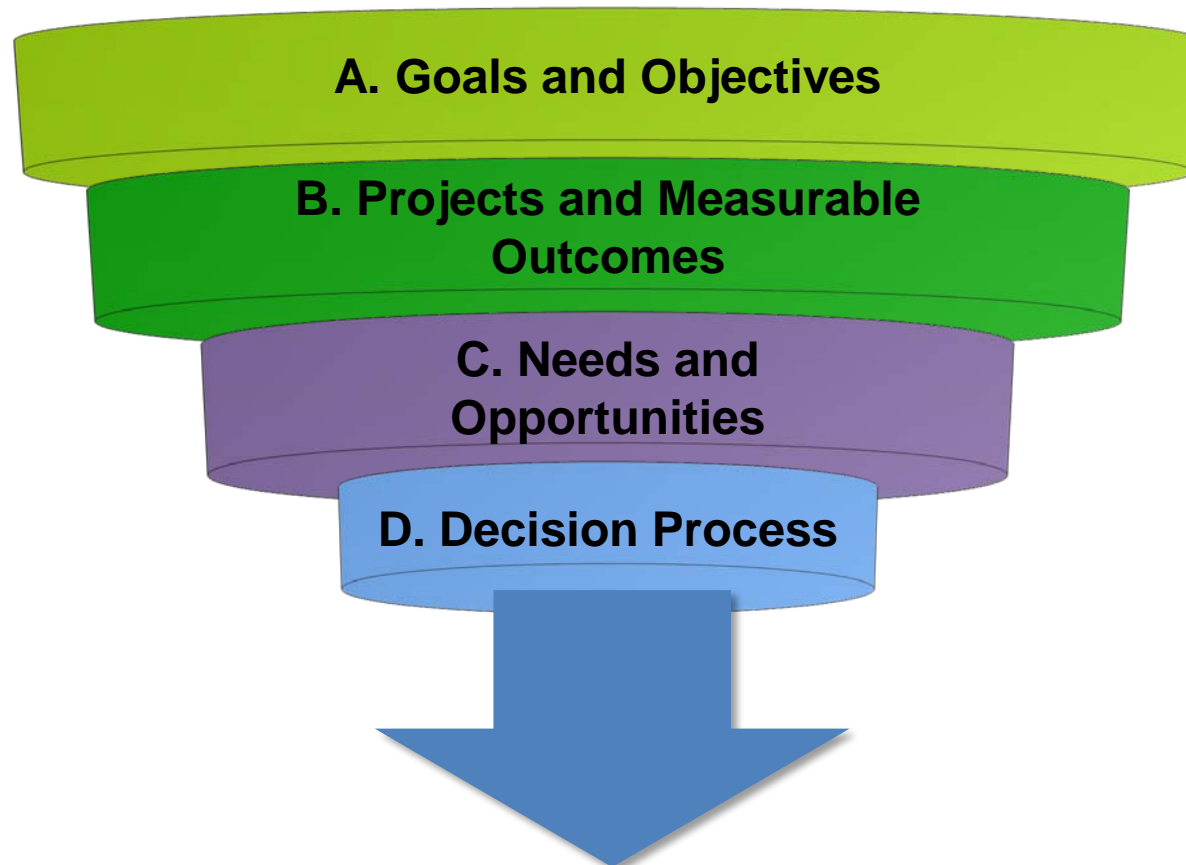 A. Goals and Objectives
B. Projects and Measurable
Outcomes
C. Needs and
Opportunities
D. Decision Process